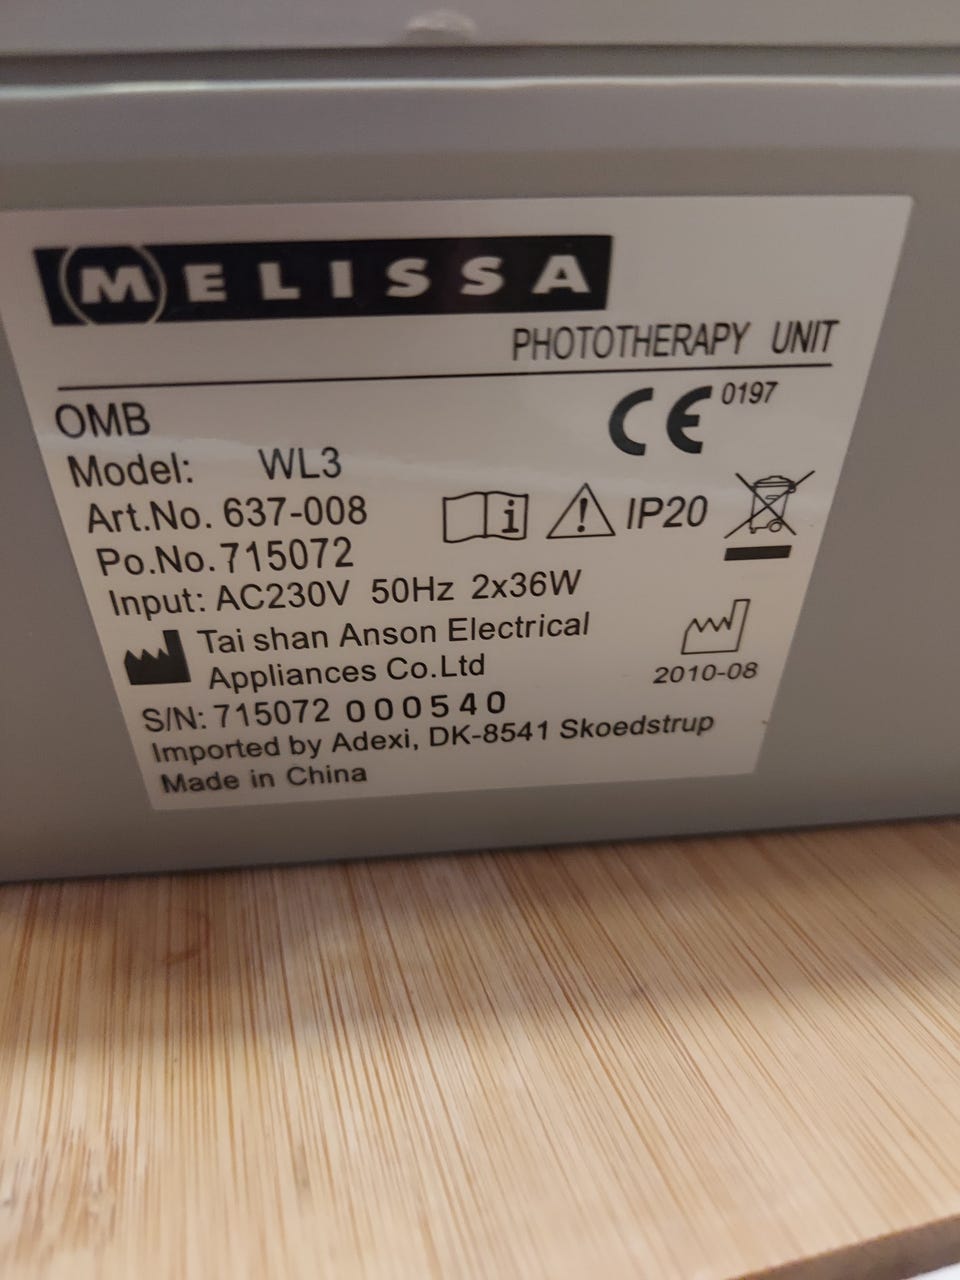 MELISSA
PHOTOTHERAPY UNIT
OMB
CE 0197
Model: WL3
Art.No. 637-008
IP20
Po.No. 715072
Input: AC230V 50Hz 2x36W
Tai shan Anson Electrical
Appliances Co.Ltd
2010-08
S/N: 715072 000540
Imported by Adexi, DK-8541 Skoedstrup
Made in China